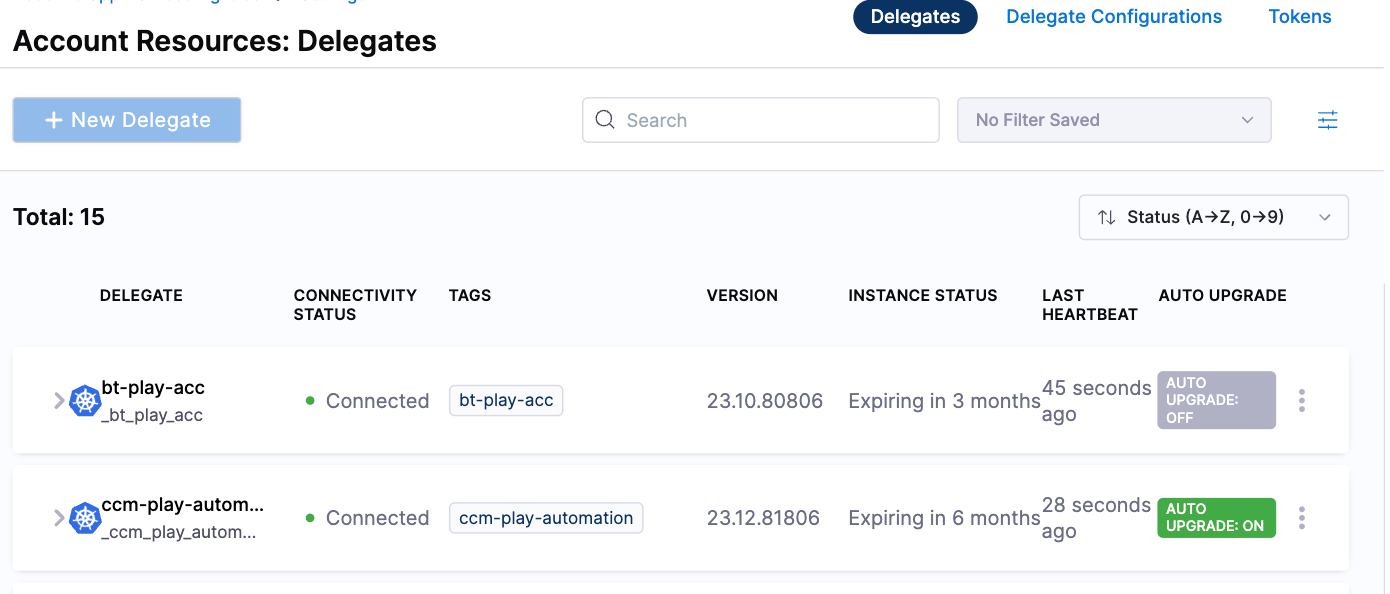 Account Resources: Delegates
Delegates
Delegate Configurations
Tokens
+ New Delegate
Search
No Filter Saved
Total: 15
Status (A→Z, 0→9)
DELEGATE
CONNECTIVITY
STATUS
TAGS
VERSION
INSTANCE STATUS
LAST
HEARTBEAT
AUTO UPGRADE
bt-play-acc
_bt_play_acc
Connected
bt-play-acc
23.10.80806
Expiring in 3 months
45 seconds
ago
AUTO
UPGRADE:
OFF
ccm-play-autom...
_ccm_play_autom...
Connected
ccm-play-automation
23.12.81806
Expiring in 6 months
28 seconds
ago
AUTO
UPGRADE: ON